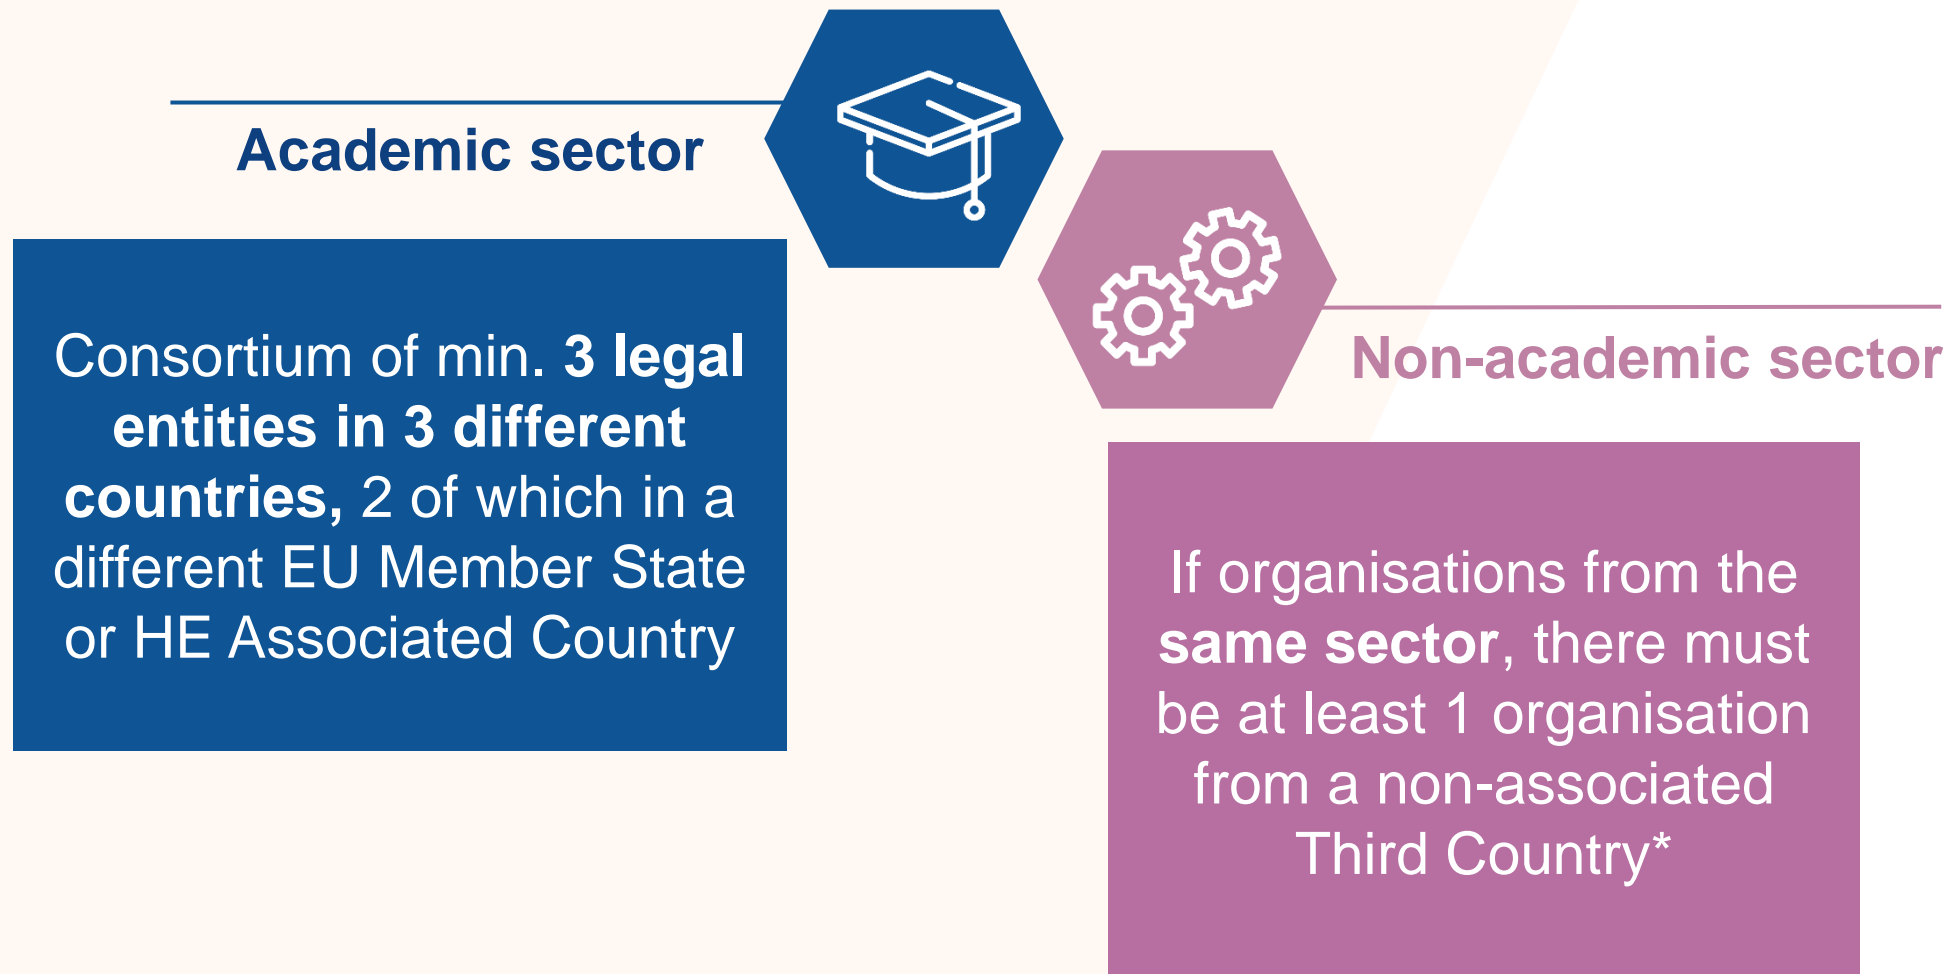 Academic sector
Consortium of min. 3 legal
entities in 3 different
countries, 2 of which in a
different EU Member State
or HE Associated Country
Non-academic sector
If organisations from the
same sector, there must
be at least 1 organisation
from a non-associated
Third Country*